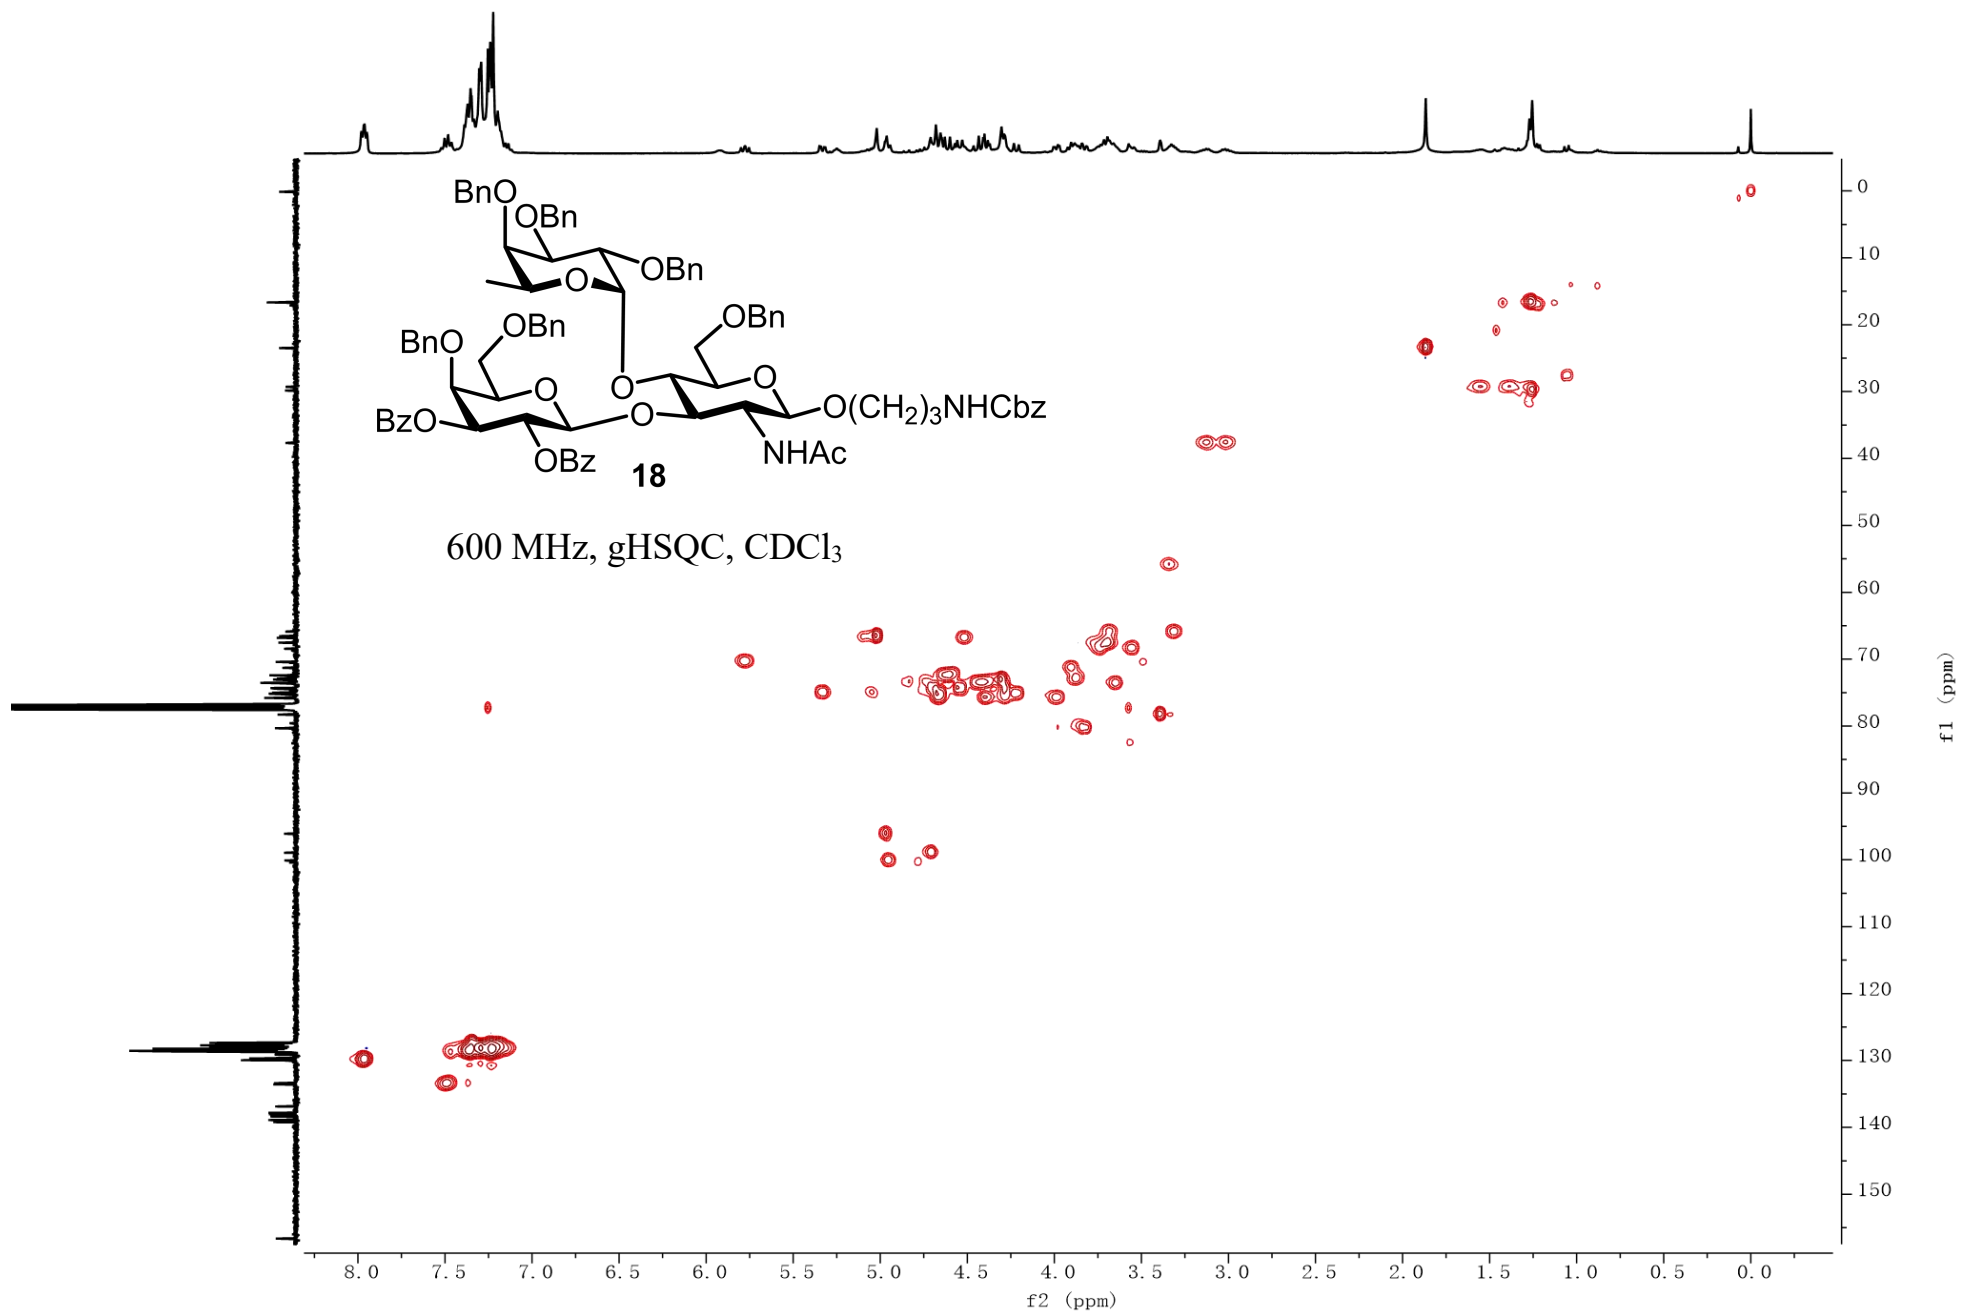 BnO
OBn
OBn
O
OBn
OBn
BnO
O
O
O
O(CH2)3NHCbz
O
BzO
NHAc
OBz
18
600 MHz, gHSQC, CDCl3
0
10
20
30
40
50
60
70
80
90
100
110
120
130
140
150
f1 (ppm)
8.0 7.5 7.0 6.5 6.0 5.5 5.0 4.5 4.0 3.5 3.0 2.5 2.0 1.5 1.0 0.5 0.0
f2 (ppm)